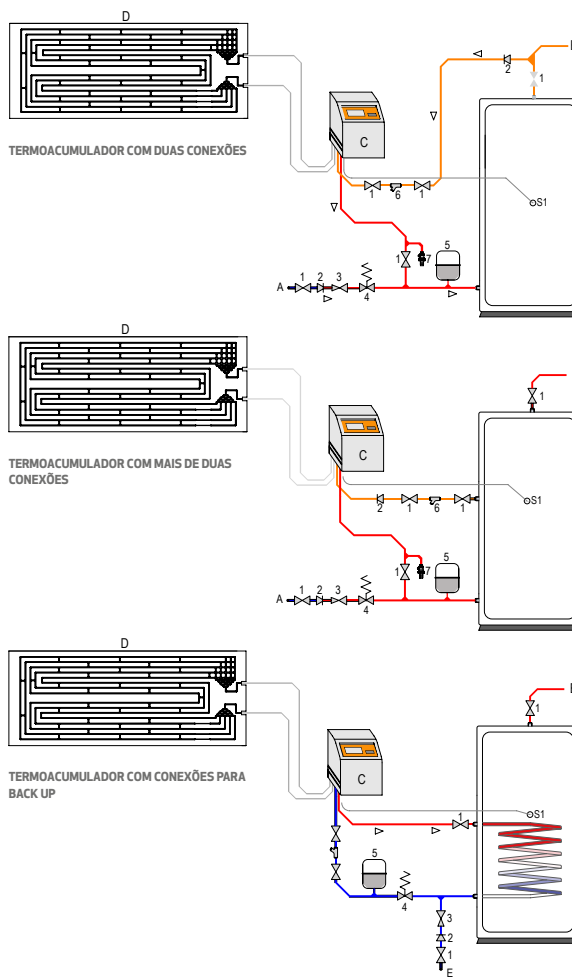 D
B
2
1
C
TERMOACUMULADOR COM DUAS CONEXÕES
1
6
1
S1
1
7
5
A
1
2
3
4
D
1
C
TERMOACUMULADOR COM MAIS DE DUAS
CONEXÕES
S1
2
1
6
1
1
7
5
A
1
2
3
4
D
1
C
TERMOACUMULADOR COM CONEXÕES PARA
BACK UP
S1
1
5
4
3
2
1
E